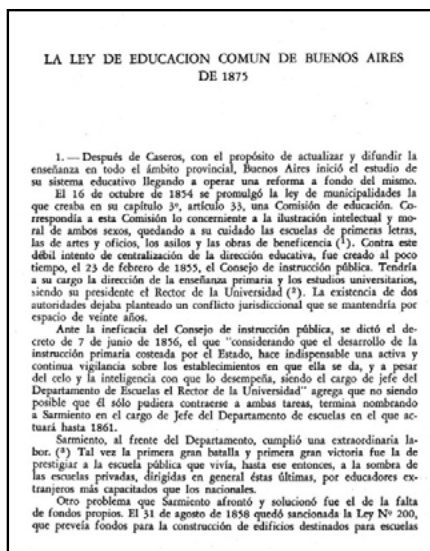 LA LEY DE EDUCACION COMUN DE BUENOS AIRES
DE 1875
1. — Después de Caseros, con el propósito de actualizar y difundir la
enseñanza en todo el ámbito provincial, Buenos Aires inició el estudio de
su sistema educativo llegando a operar una reforma a fondo del mismo.
El 16 de octubre de 1854 se promulgó la ley de municipalidades la
que creaba en su capítulo 3º, artículo 33, una Comisión de educación. Co-
rrespondía a esta Comisión lo concerniente a la ilustración intelectual y mo-
ral de ambos sexos, quedando a su cuidado las escuelas de primeras letras,
las de artes y oficios, los asilos y las obras de beneficencia (¹). Contra este
débil intento de centralización de la dirección educativa, fue creado al poco
tiempo, el 23 de febrero de 1855, el Consejo de instrucción pública. Tendría
a su cargo la dirección de la enseñanza primaria y los estudios universitarios,
siendo su presidente el Rector de la Universidad (²). La existencia de dos
autoridades dejaba planteado un conflicto jurisdiccional que se mantendría por
espacio de veinte años.
Ante la ineficacia del Consejo de instrucción pública, se dictó el de-
creto de 7 de junio de 1856, el que "considerando que el desarrollo de la
instrucción primaria costeada por el Estado, hace indispensable una activa y
continua vigilancia sobre los establecimientos en que ella se da, y a pesar
del celo y la inteligencia con que lo desempeña, siendo el cargo de jefe del
Departamento de Escuelas el Rector de la Universidad" agrega que no siendo
posible que él sólo pudiera contraerse a ambas tareas, termina nombrando
a Sarmiento en el cargo de Jefe del Departamento de escuelas en el que ac-
tuará hasta 1861.
Sarmiento, al frente del Departamento, cumplió una extraordinaria la-
bor. (³) Tal vez la primera gran batalla y primera gran victoria fue la de
prestigiar a la escuela pública que vivía, hasta ese entonces, a la sombra de
las escuelas privadas, dirigidas en general éstas últimas, por educadores ex-
tranjeros más capacitados que los nacionales.
Otro problema que Sarmiento afrontó y solucionó fue el de la falta
de fondos propios. El 31 de agosto de 1858 quedó sancionada la Ley Nº 200,
que preveía fondos para la construcción de edificios destinados para escuelas